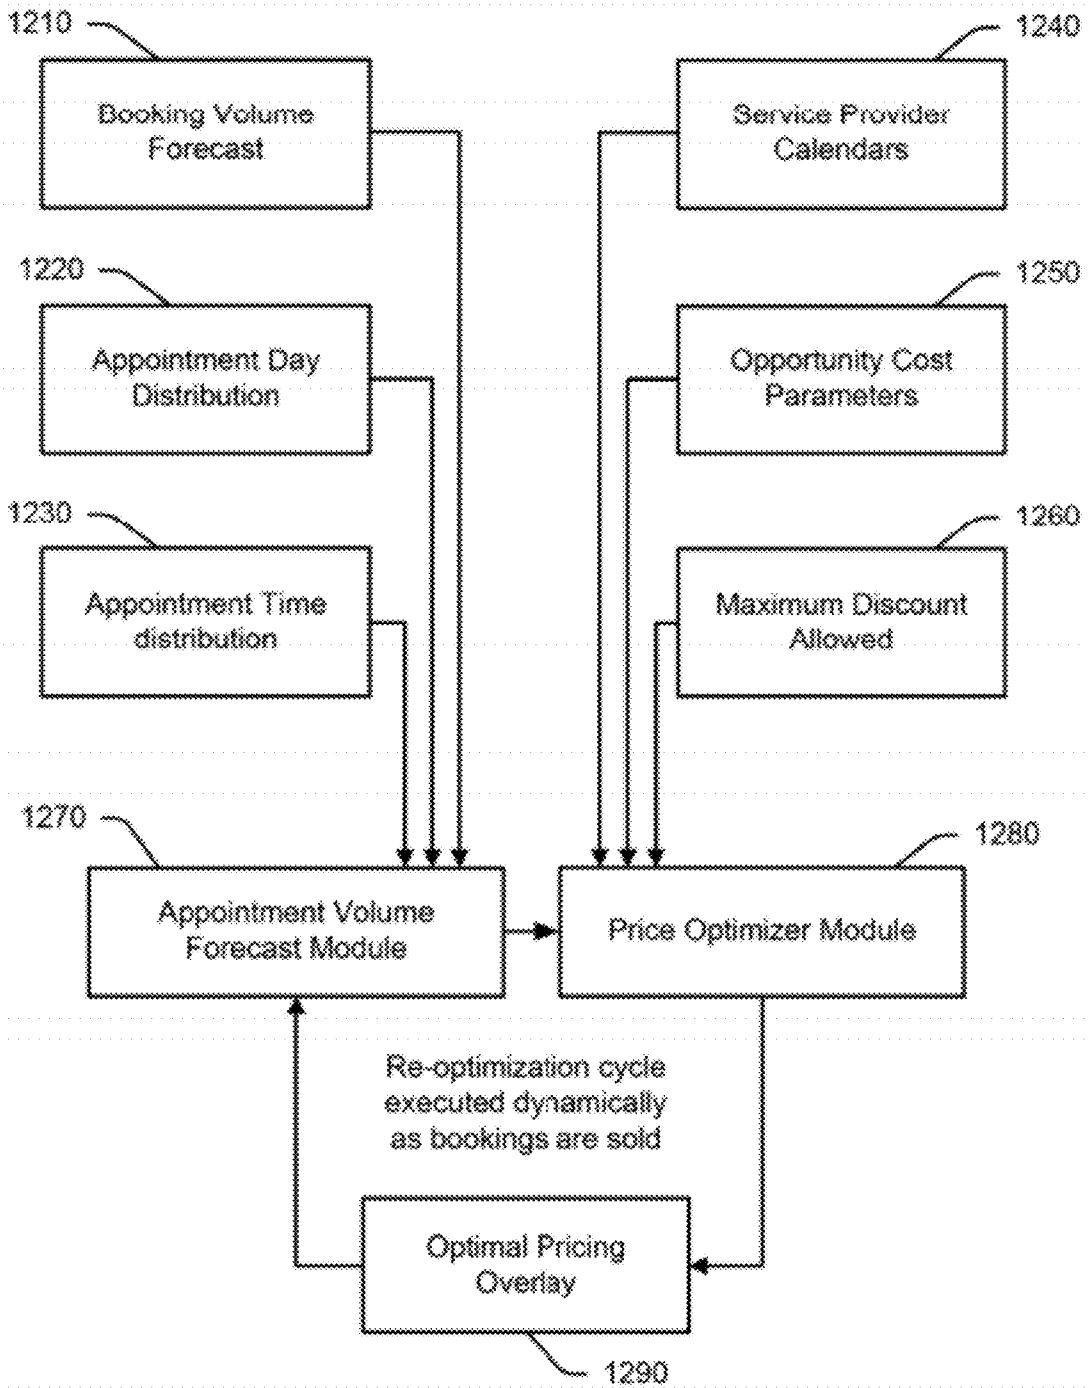 1210
Booking Volume
Forecast
1240
Service Provider
Calendars
1220
Appointment Day
Distribution
1250
Opportunity Cost
Parameters
1230
Appointment Time
distribution
1260
Maximum Discount
Allowed
1270
Appointment Volume
Forecast Module
1280
Price Optimizer Module
Re-optimization cycle
executed dynamically
as bookings are sold
Optimal Pricing
Overlay
1290